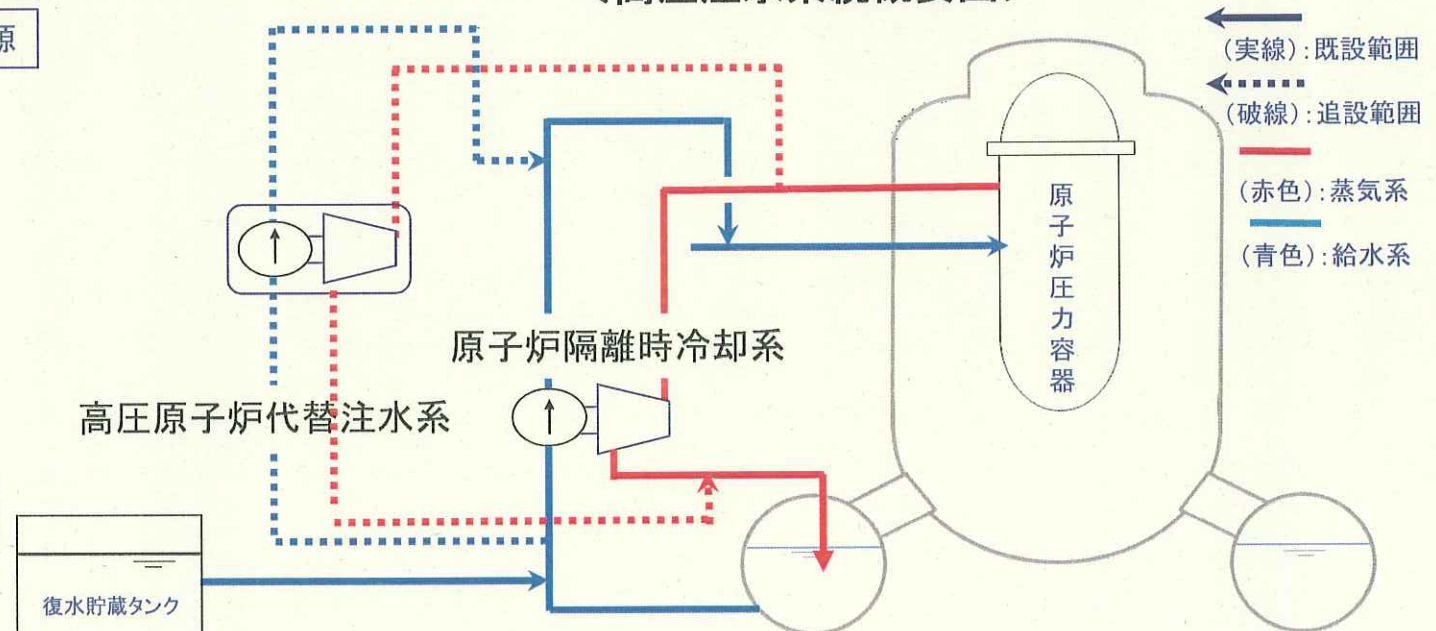 源
(実線):既設範囲
(破線):追設範囲
(赤色):蒸気系
(青色):給水系
原子炉圧力容器
原子炉隔離時冷却系
高圧原子炉代替注水系
復水貯蔵タンク